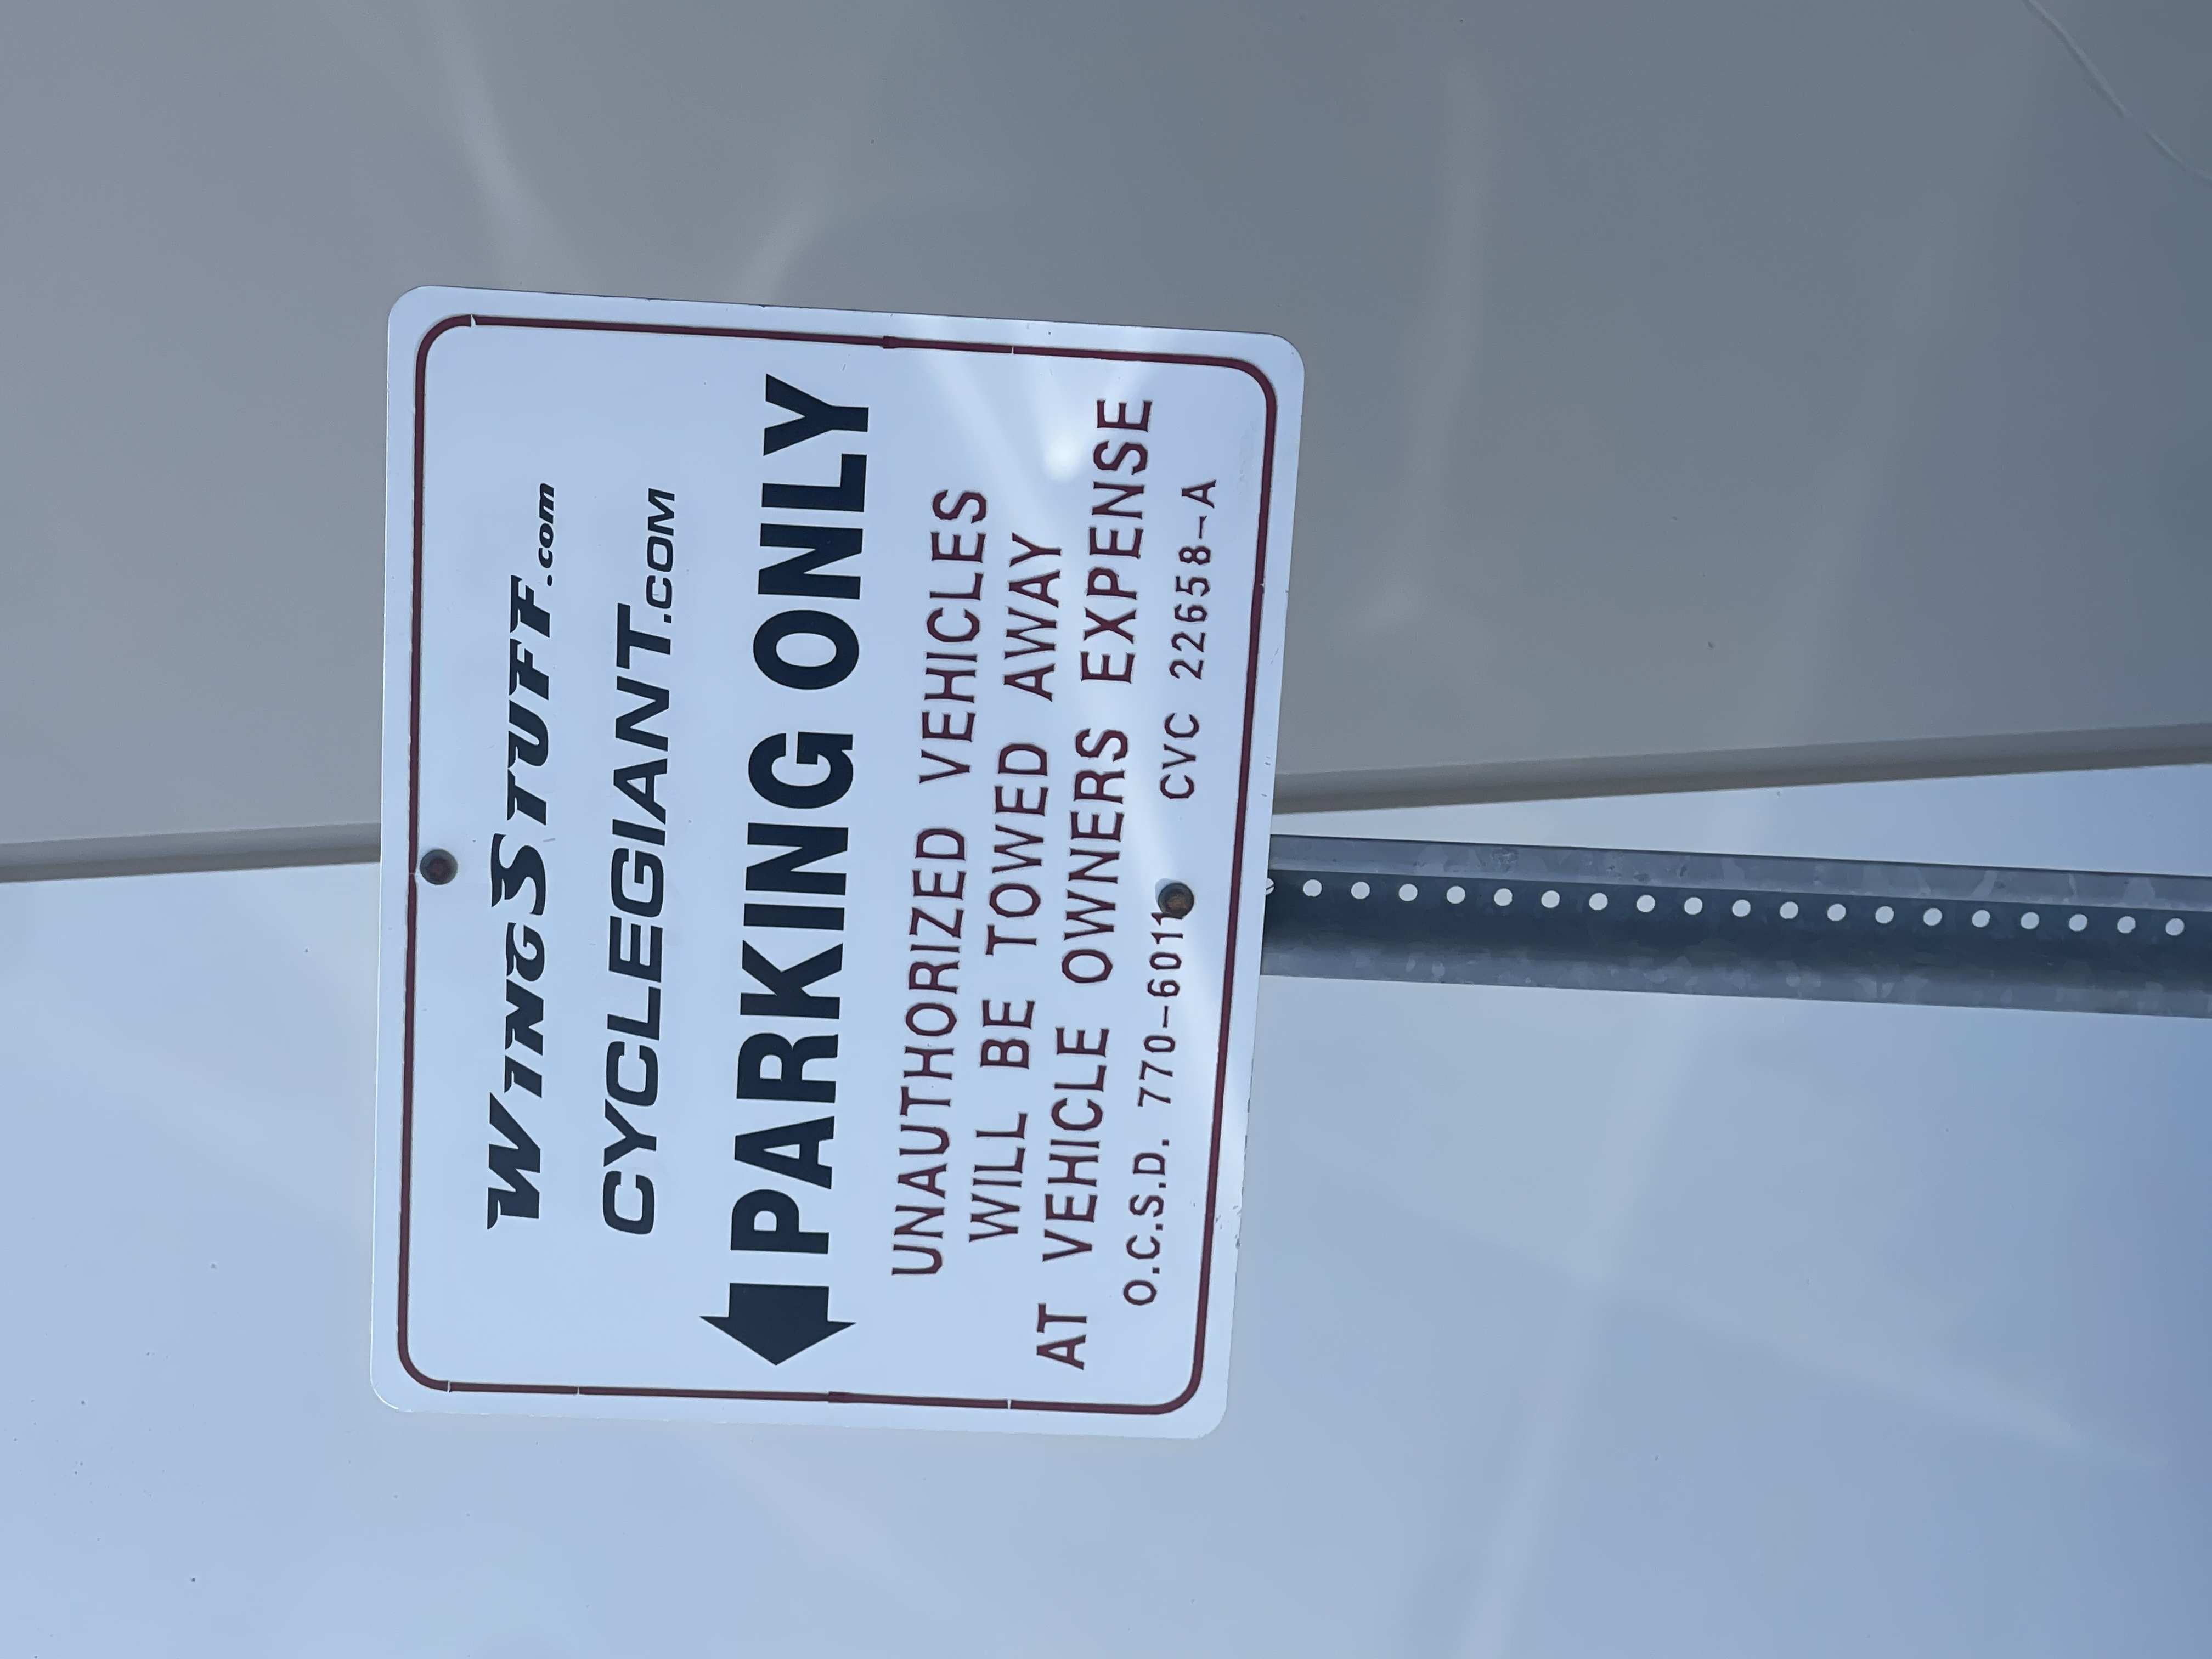 WingStuff.com
CYCLEGIANT.COM
PARKING ONLY
UNAUTHORIZED VEHICLES
WILL BE TOWED AWAY
AT VEHICLE OWNERS EXPENSE
O.C.S.D. 770-6011 CVC 22658-A